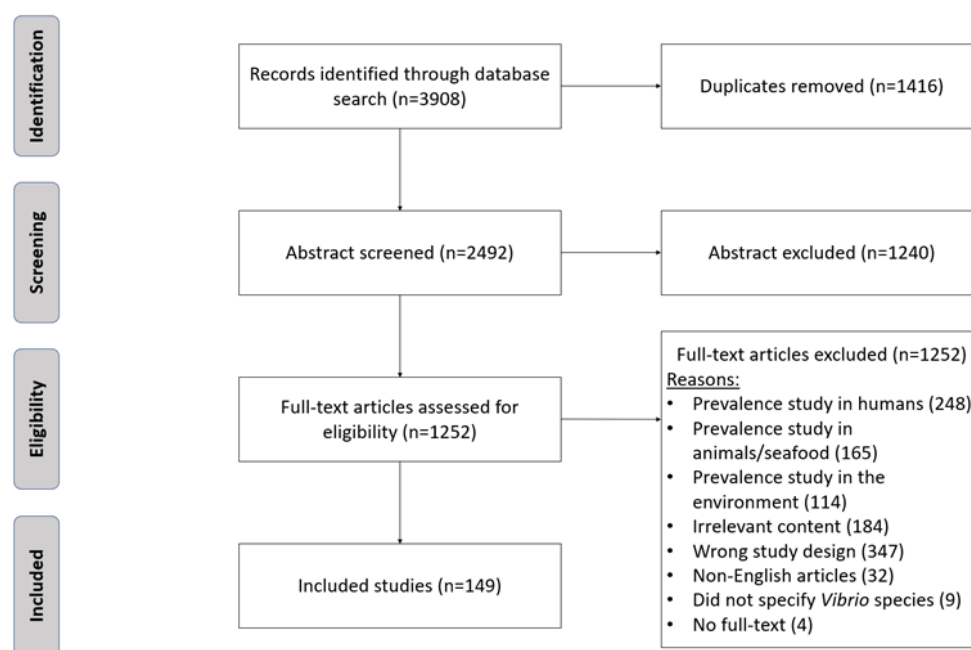 Identification
Records identified through database
search (n=3908)
Duplicates removed (n=1416)
Screening
Abstract screened (n=2492)
Abstract excluded (n=1240)
Eligibility
Full-text articles assessed for
eligibility (n=1252)
Full-text articles excluded (n=1252)
Reasons:
• Prevalence study in humans (248)
• Prevalence study in
animals/seafood (165)
• Prevalence study in the
environment (114)
• Irrelevant content (184)
• Wrong study design (347)
• Non-English articles (32)
• Did not specify Vibrio species (9)
• No full-text (4)
Included
Included studies (n=149)